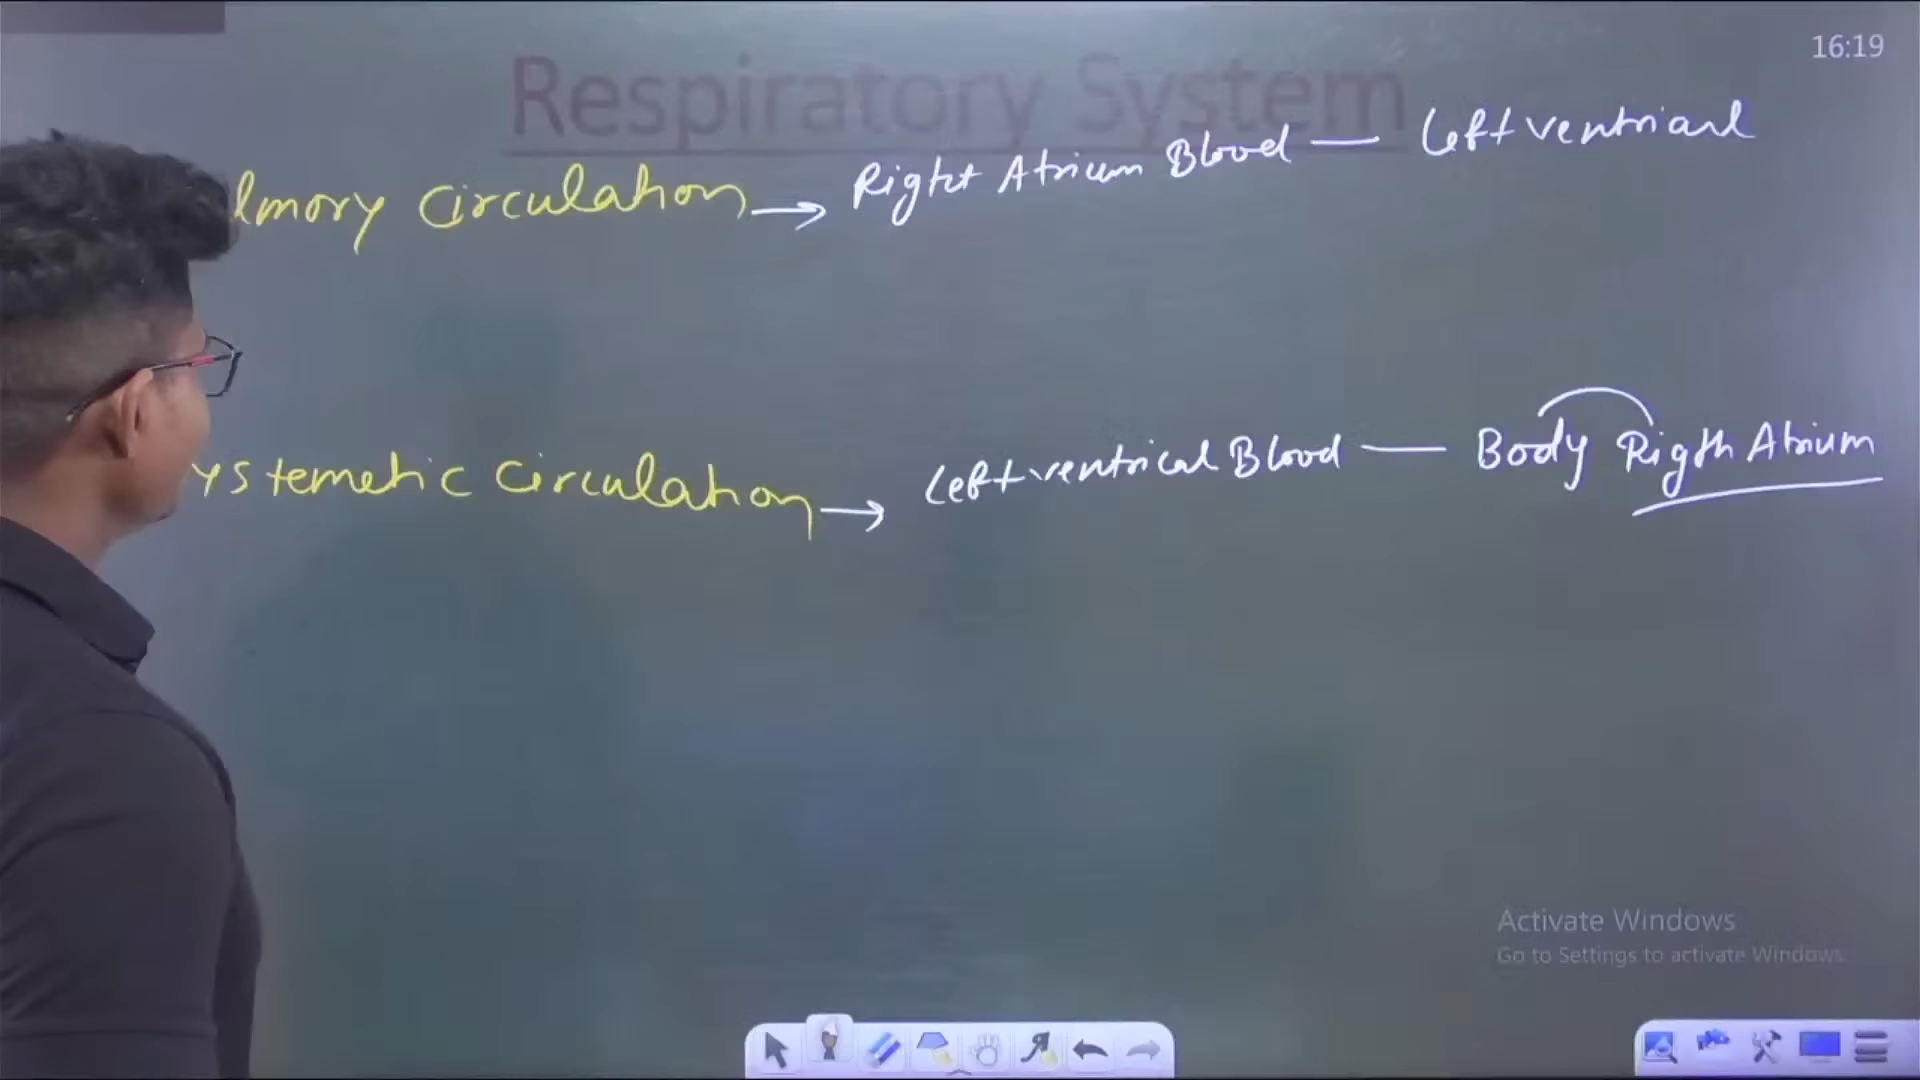 16:19
Respiratory System
lmory Circulation → Right Atrium Blood — Left ventrical
ystemetic Circulation → Left ventrical Blood — Body Rigth Atrium
Activate Windows
Go to Settings to activate Windows.